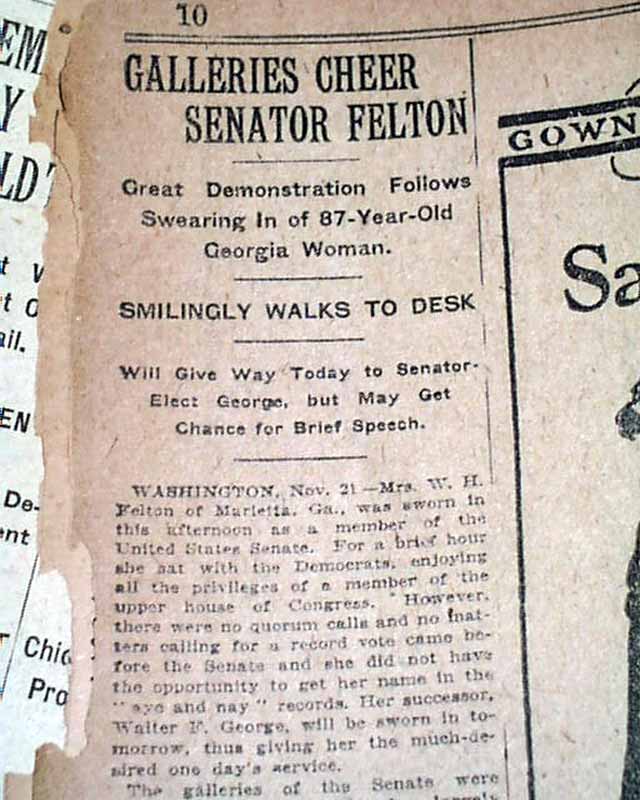 10
GALLERIES CHEER
SENATOR FELTON
Great Demonstration Follows
Swearing In of 87-Year-Old
Georgia Woman.
SMILINGLY WALKS TO DESK
Will Give Way Today to Senator-
Elect George, but May Get
Chance for Brief Speech.
WASHINGTON, Nov. 21—Mrs. W. H.
Felton of Marietta, Ga., was sworn in
this afternoon as a member of the
United States Senate. For a brief hour
she sat with the Democrats, enjoying
all the privileges of a member of the
upper house of Congress. However,
there were no quorum calls and no mat-
ters calling for a record vote came be-
fore the Senate and she did not have
the opportunity to get her name in the
"aye and nay" records. Her successor,
Walter F. George, will be sworn in to-
morrow, thus giving her the much-de-
sired one day's service.
The galleries of the Senate were
GOWN
Sa
EM
Y
LD
ail.
EN
De-
ent
Chic
Pro